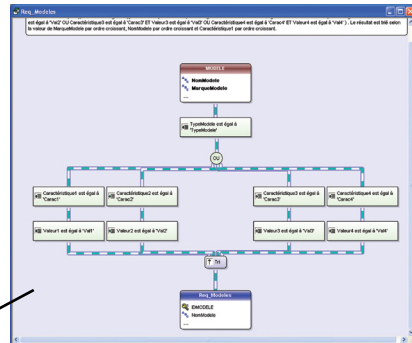 Req_Modeles
est égal à 'Val2' OU Caractéristique3 est égal à 'Carac3' ET Valeur3 est égal à 'Val3' OU Caractéristique4 est égal à 'Carac4' ET Valeur4 est égal à 'Val4' ) . Le résultat est trié selon
la valeur de MarqueModele par ordre croissant, NomModele par ordre croissant et Caractéristique1 par ordre croissant.
MODELE
NomModele
MarqueModele
...
TypeModele est égal à
'TypeModele'
OU
Caractéristique1 est égal à
'Carac1'
Caractéristique2 est égal à
'Carac2'
Caractéristique3 est égal à
'Carac3'
Caractéristique4 est égal à
'Carac4'
Valeur1 est égal à 'Val1'
Valeur2 est égal à 'Val2'
Valeur3 est égal à 'Val3'
Valeur4 est égal à 'Val4'
Tri
Req_Modeles
IDMODELE
NomModele
...